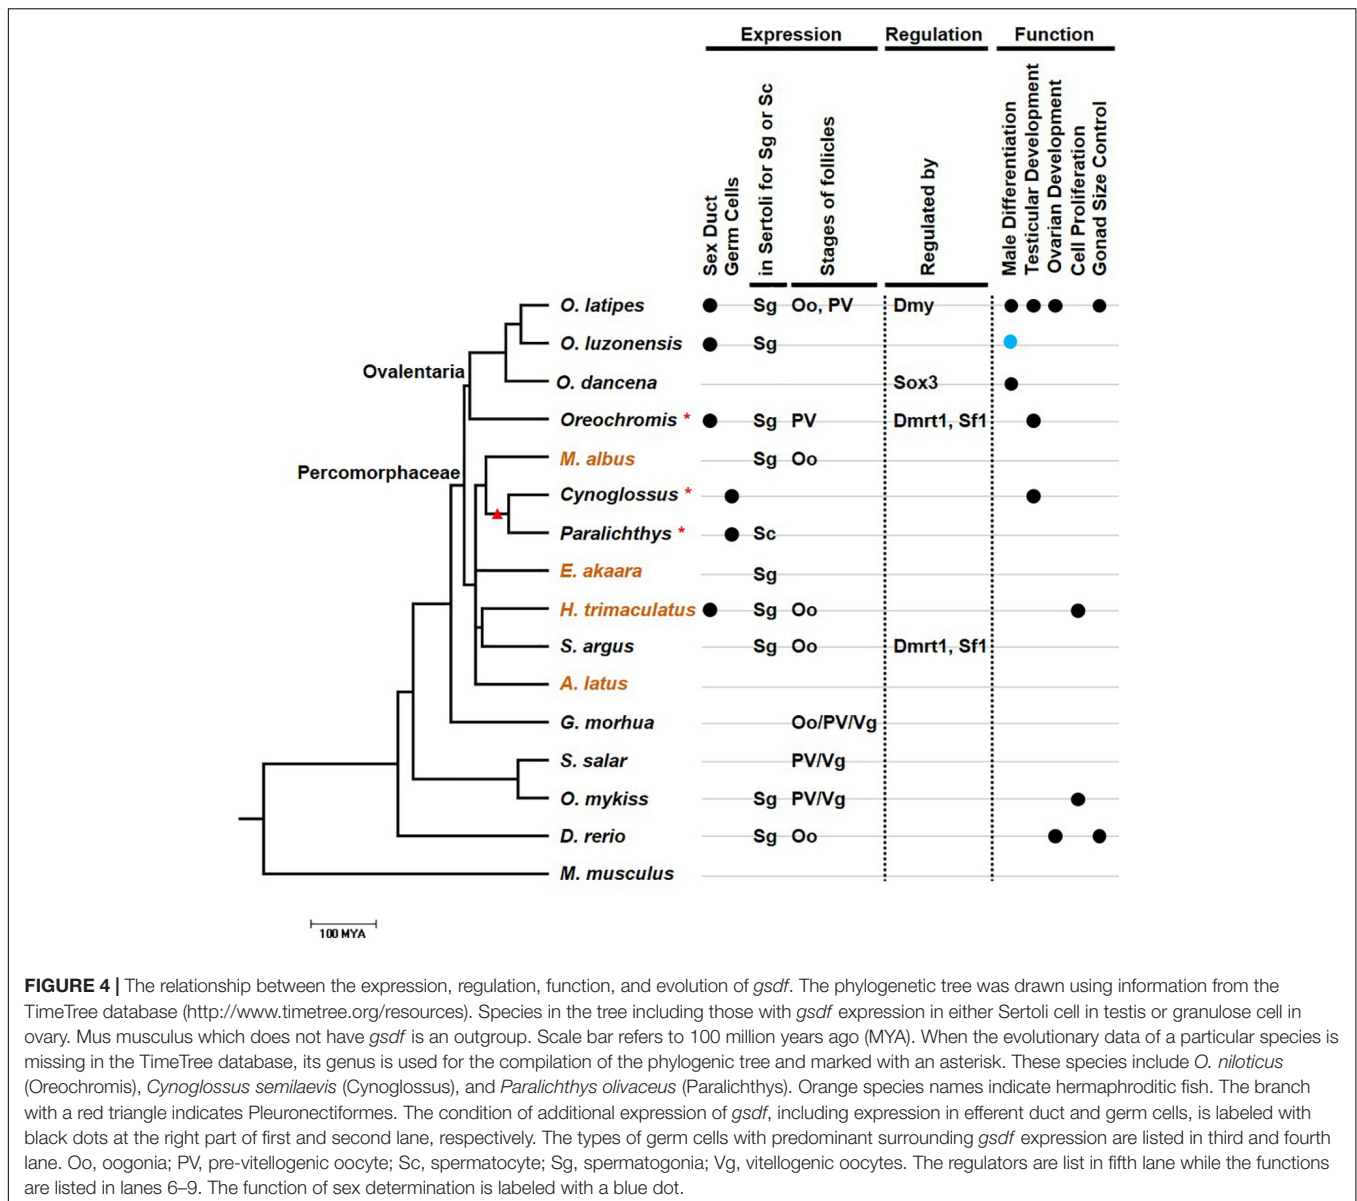 Expression Regulation Function
Sex Duct
Germ Cells
in Sertoli for Sg or Sc
Stages of follicles
Regulated by
Male Differentiation
Testicular Development
Ovarian Development
Cell Proliferation
Gonad Size Control
O. latipes Sg Oo, PV Dmy
O. luzonensis Sg
Ovalentaria
O. dancena Sox3
Oreochromis * Sg PV Dmrt1, Sf1
M. albus Sg Oo
Percomorphaceae
Cynoglossus *
Paralichthys * Sc
E. akaara Sg
H. trimaculatus Sg Oo
S. argus Sg Oo Dmrt1, Sf1
A. latus
G. morhua Oo/PV/Vg
S. salar PV/Vg
O. mykiss Sg PV/Vg
D. rerio Sg Oo
M. musculus
100 MYA
FIGURE 4 | The relationship between the expression, regulation, function, and evolution of gsdf. The phylogenetic tree was drawn using information from the
TimeTree database (http://www.timetree.org/resources). Species in the tree including those with gsdf expression in either Sertoli cell in testis or granulose cell in
ovary. Mus musculus which does not have gsdf is an outgroup. Scale bar refers to 100 million years ago (MYA). When the evolutionary data of a particular species is
missing in the TimeTree database, its genus is used for the compilation of the phylogenic tree and marked with an asterisk. These species include O. niloticus
(Oreochromis), Cynoglossus semilaevis (Cynoglossus), and Paralichthys olivaceus (Paralichthys). Orange species names indicate hermaphroditic fish. The branch
with a red triangle indicates Pleuronectiformes. The condition of additional expression of gsdf, including expression in efferent duct and germ cells, is labeled with
black dots at the right part of first and second lane, respectively. The types of germ cells with predominant surrounding gsdf expression are listed in third and fourth
lane. Oo, oogonia; PV, pre-vitellogenic oocyte; Sc, spermatocyte; Sg, spermatogonia; Vg, vitellogenic oocytes. The regulators are list in fifth lane while the functions
are listed in lanes 6–9. The function of sex determination is labeled with a blue dot.